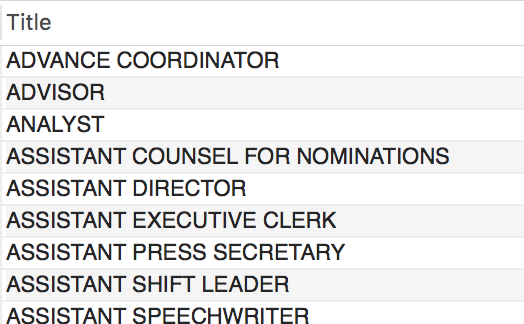 Title
ADVANCE COORDINATOR
ADVISOR
ANALYST
ASSISTANT COUNSEL FOR NOMINATIONS
ASSISTANT DIRECTOR
ASSISTANT EXECUTIVE CLERK
ASSISTANT PRESS SECRETARY
ASSISTANT SHIFT LEADER
ASSISTANT SPEECHWRITER